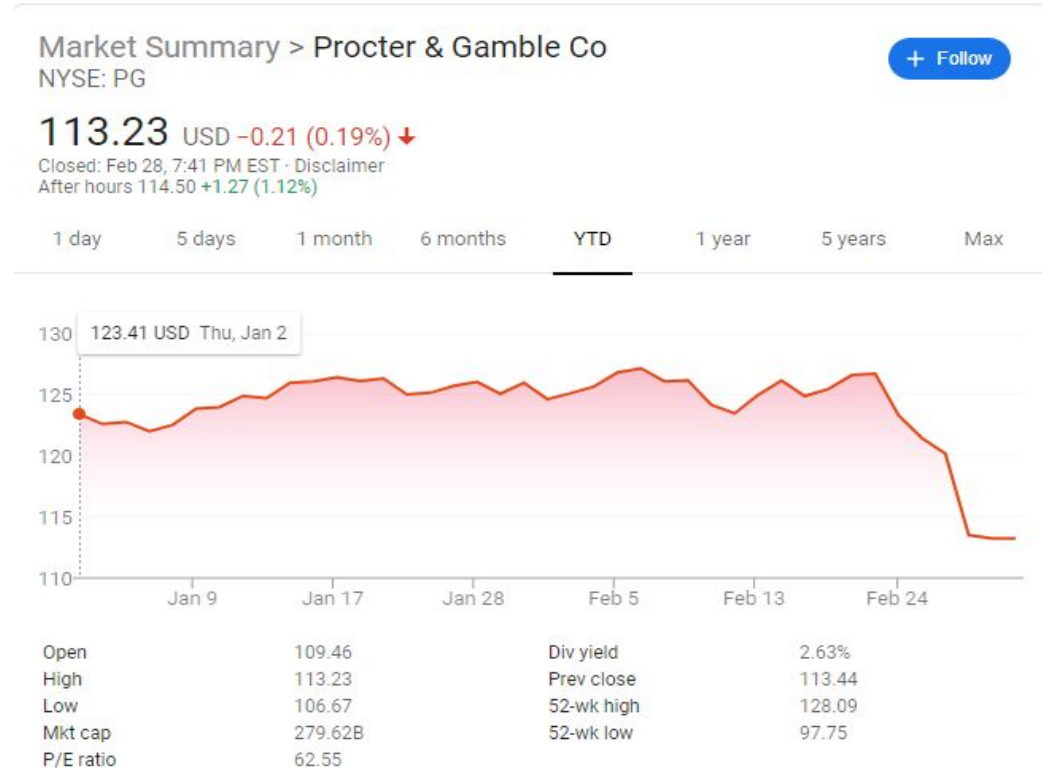 Market Summary > Procter & Gamble Co
NYSE: PG
+ Follow
113.23 USD −0.21 (0.19%) ↓
Closed: Feb 28, 7:41 PM EST · Disclaimer
After hours 114.50 +1.27 (1.12%)
1 day 5 days 1 month 6 months YTD 1 year 5 years Max
123.41 USD Thu, Jan 2
130
125
120
115
110
Jan 9 Jan 17 Jan 28 Feb 5 Feb 13 Feb 24
Open 109.46 Div yield 2.63%
High 113.23 Prev close 113.44
Low 106.67 52-wk high 128.09
Mkt cap 279.62B 52-wk low 97.75
P/E ratio 62.55